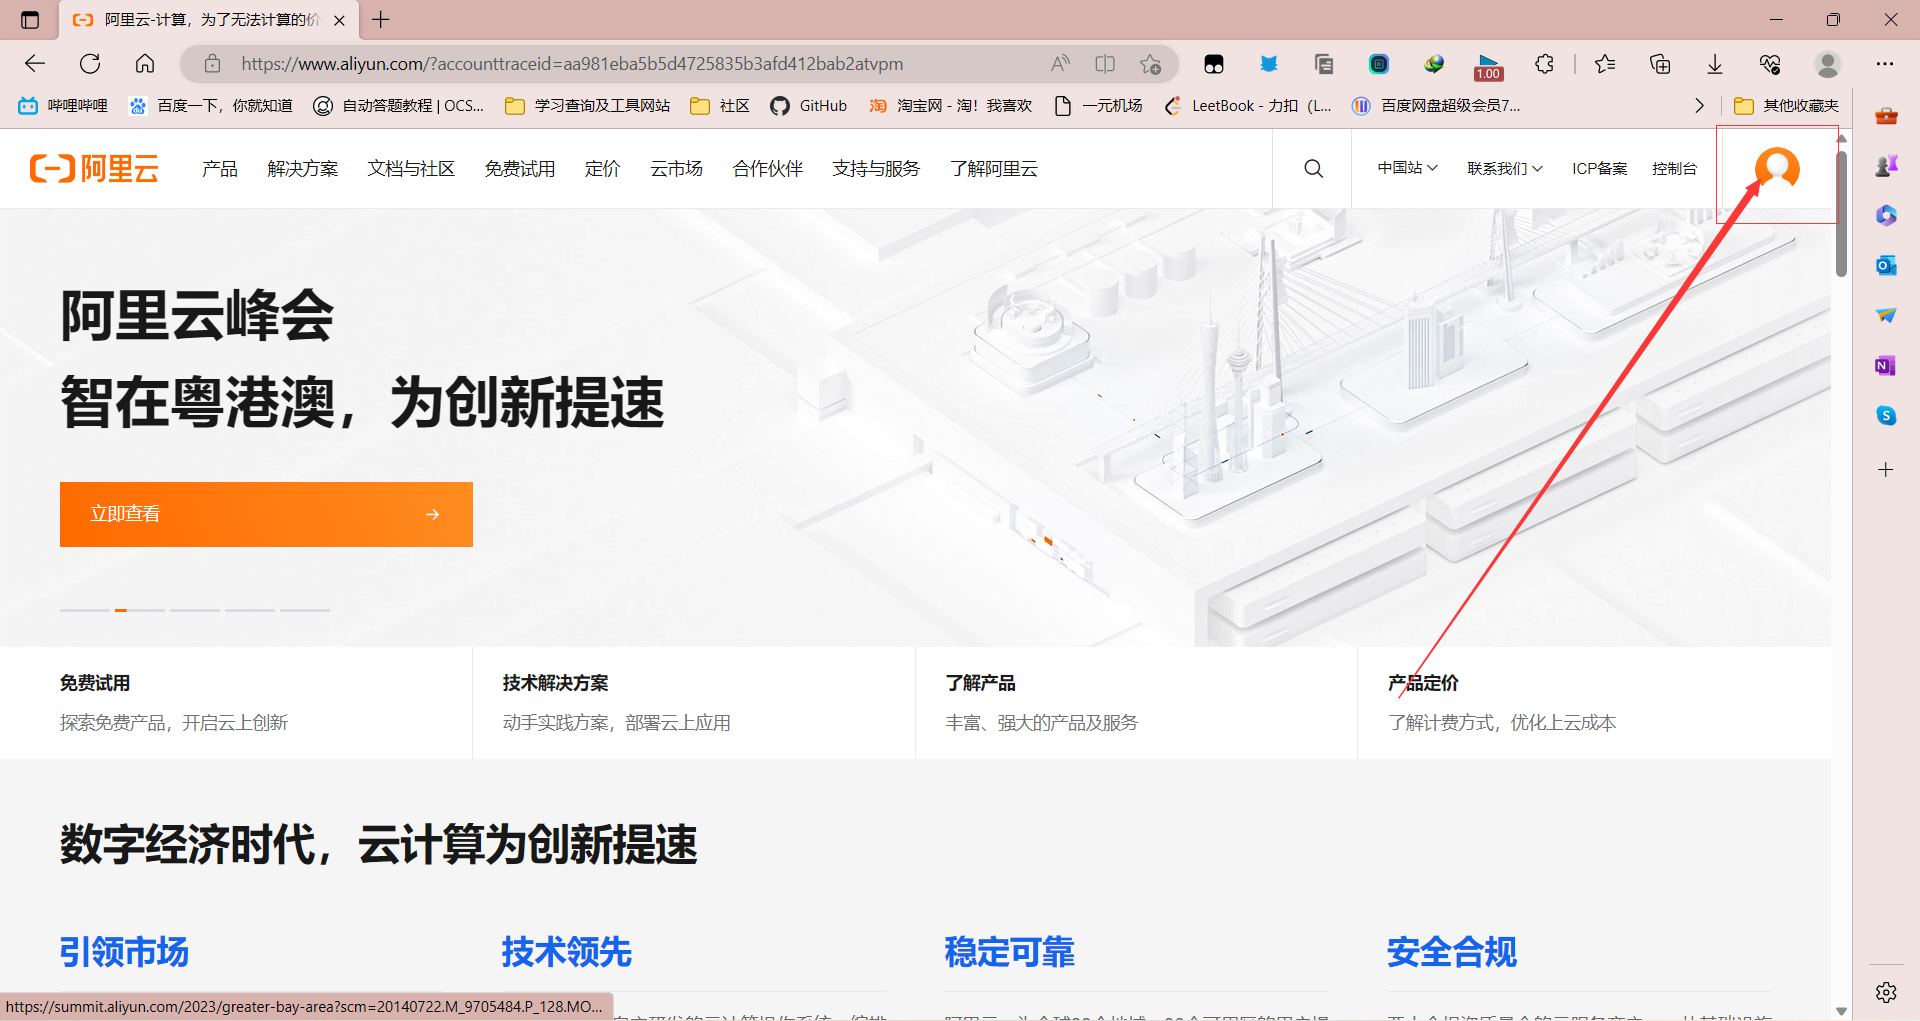 阿里云-计算，为了无法计算的价
https://www.aliyun.com/?accounttraceid=aa981eba5b5d4725835b3afd412bab2atvpm
1.00
哔哩哔哩
百度一下，你就知道
自动答题教程 | OCS...
学习查询及工具网站
社区
GitHub
淘宝网 - 淘！我喜欢
一元机场
LeetBook - 力扣（L...
百度网盘超级会员7...
其他收藏夹
阿里云
产品
解决方案
文档与社区
免费试用
定价
云市场
合作伙伴
支持与服务
了解阿里云
中国站
联系我们
ICP备案
控制台
阿里云峰会
智在粤港澳，为创新提速
立即查看
免费试用
探索免费产品，开启云上创新
技术解决方案
动手实践方案，部署云上应用
了解产品
丰富、强大的产品及服务
产品定价
了解计费方式，优化上云成本
数字经济时代，云计算为创新提速
引领市场
技术领先
稳定可靠
安全合规
https://summit.aliyun.com/2023/greater-bay-area?scm=20140722.M_9705484.P_128.MO...